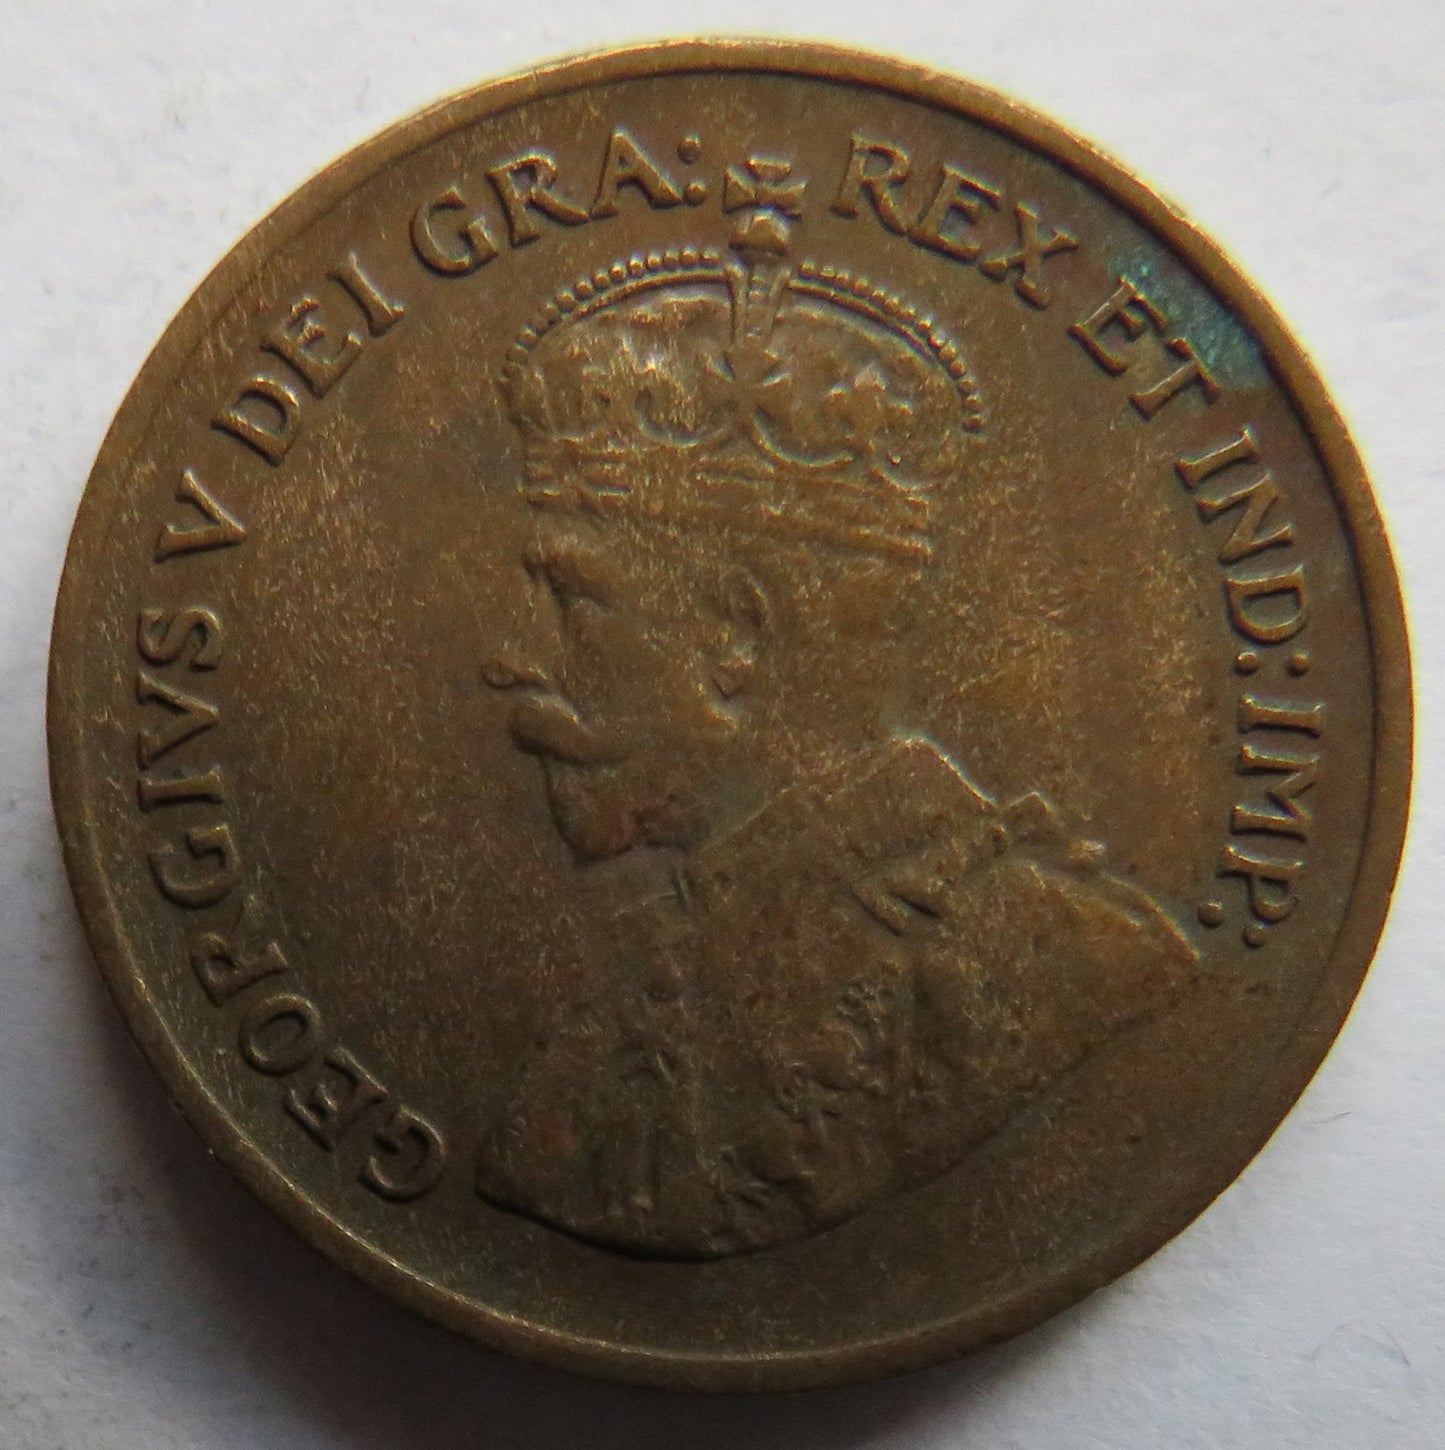 GEORGIVS V DEI GRA: REX ET IND: IMP: